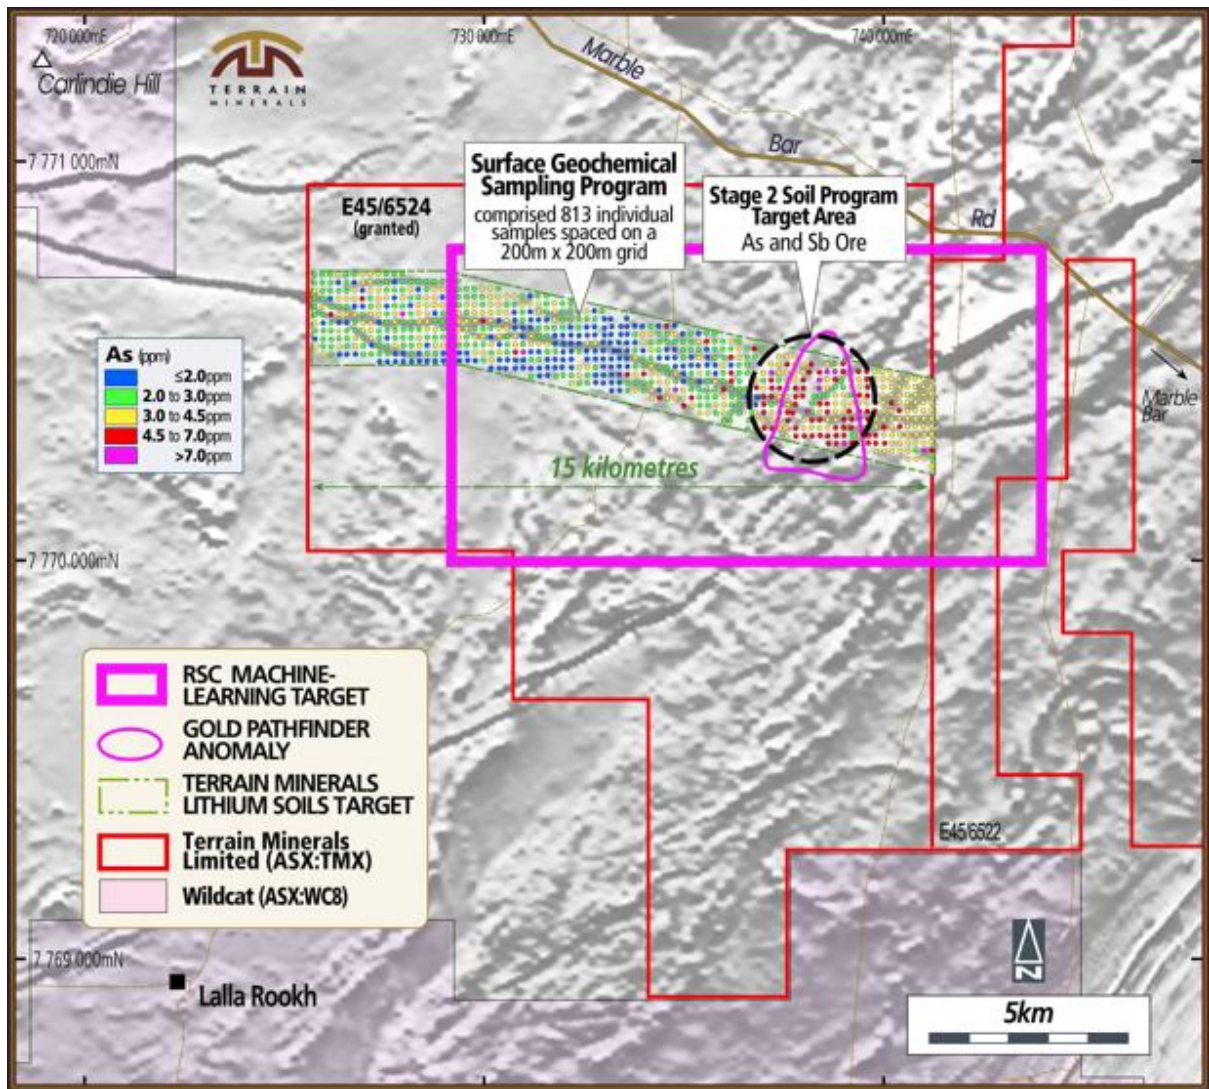 720 000mE
730 000mE
740 000mE
Carlindie Hill
TERRAIN
MINERALS
Marble
Bar
Rd
7 771 000mN
Surface Geochemical
Sampling Program
comprised 813 individual
samples spaced on a
200m x 200m grid
Stage 2 Soil Program
Target Area
As and Sb Ore
E45/6524
(granted)
As (ppm)
≤2.0ppm
2.0 to 3.0ppm
3.0 to 4.5ppm
4.5 to 7.0ppm
>7.0ppm
Marble
Bar
15 kilometres
7 770 000mN
RSC MACHINE-
LEARNING TARGET
GOLD PATHFINDER
ANOMALY
TERRAIN MINERALS
LITHIUM SOILS TARGET
Terrain Minerals
Limited (ASX:TMX)
Wildcat (ASX:WC8)
E45/6522
7 769 000mN
Lalla Rookh
N
5km